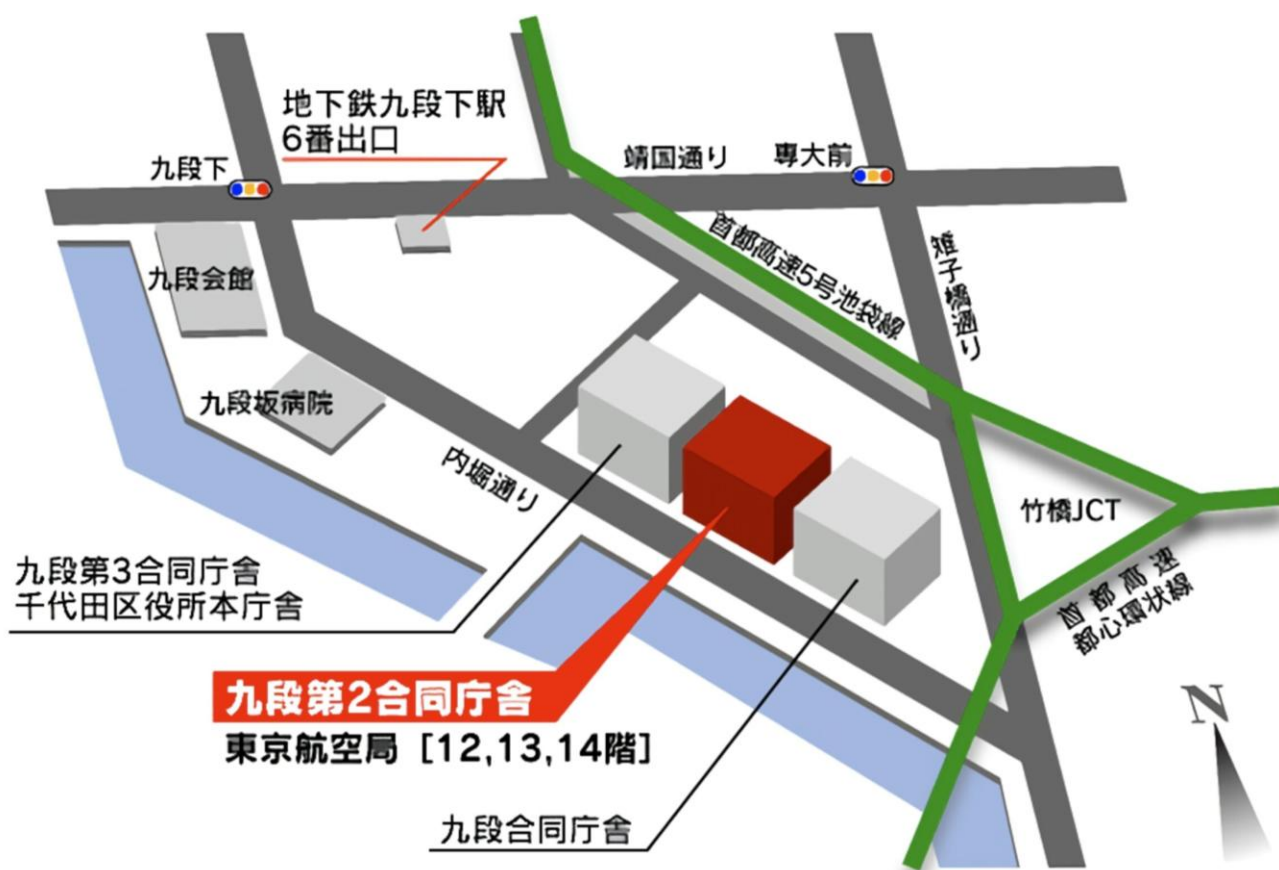 地下鉄九段下駅
6番出口
九段下
靖国通り
専大前
首都高速5号池袋線
雉子橋通り
九段会館
九段坂病院
内堀通り
竹橋JCT
首都高速
都心環状線
九段第3合同庁舎
千代田区役所本庁舎
九段第2合同庁舎
東京航空局 [12,13,14階]
九段合同庁舎
N